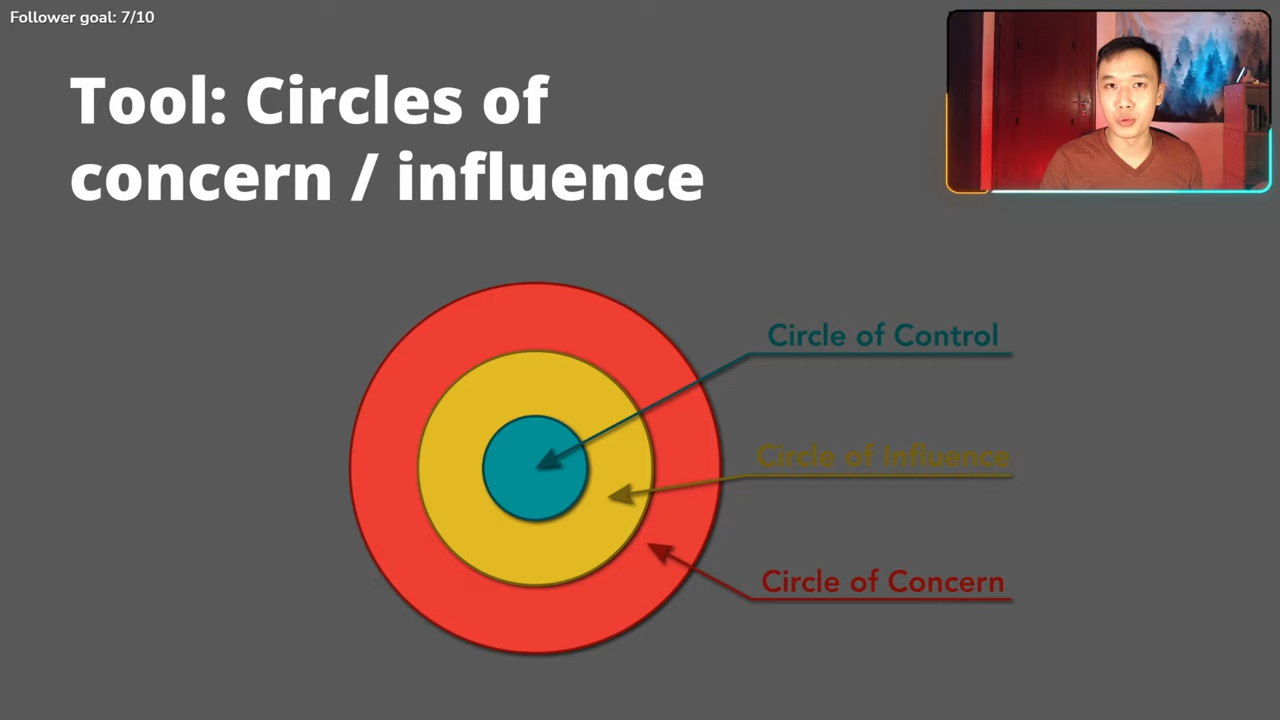 Follower goal: 7/10
Tool: Circles of
concern / influence
Circle of Control
Circle of Influence
Circle of Concern